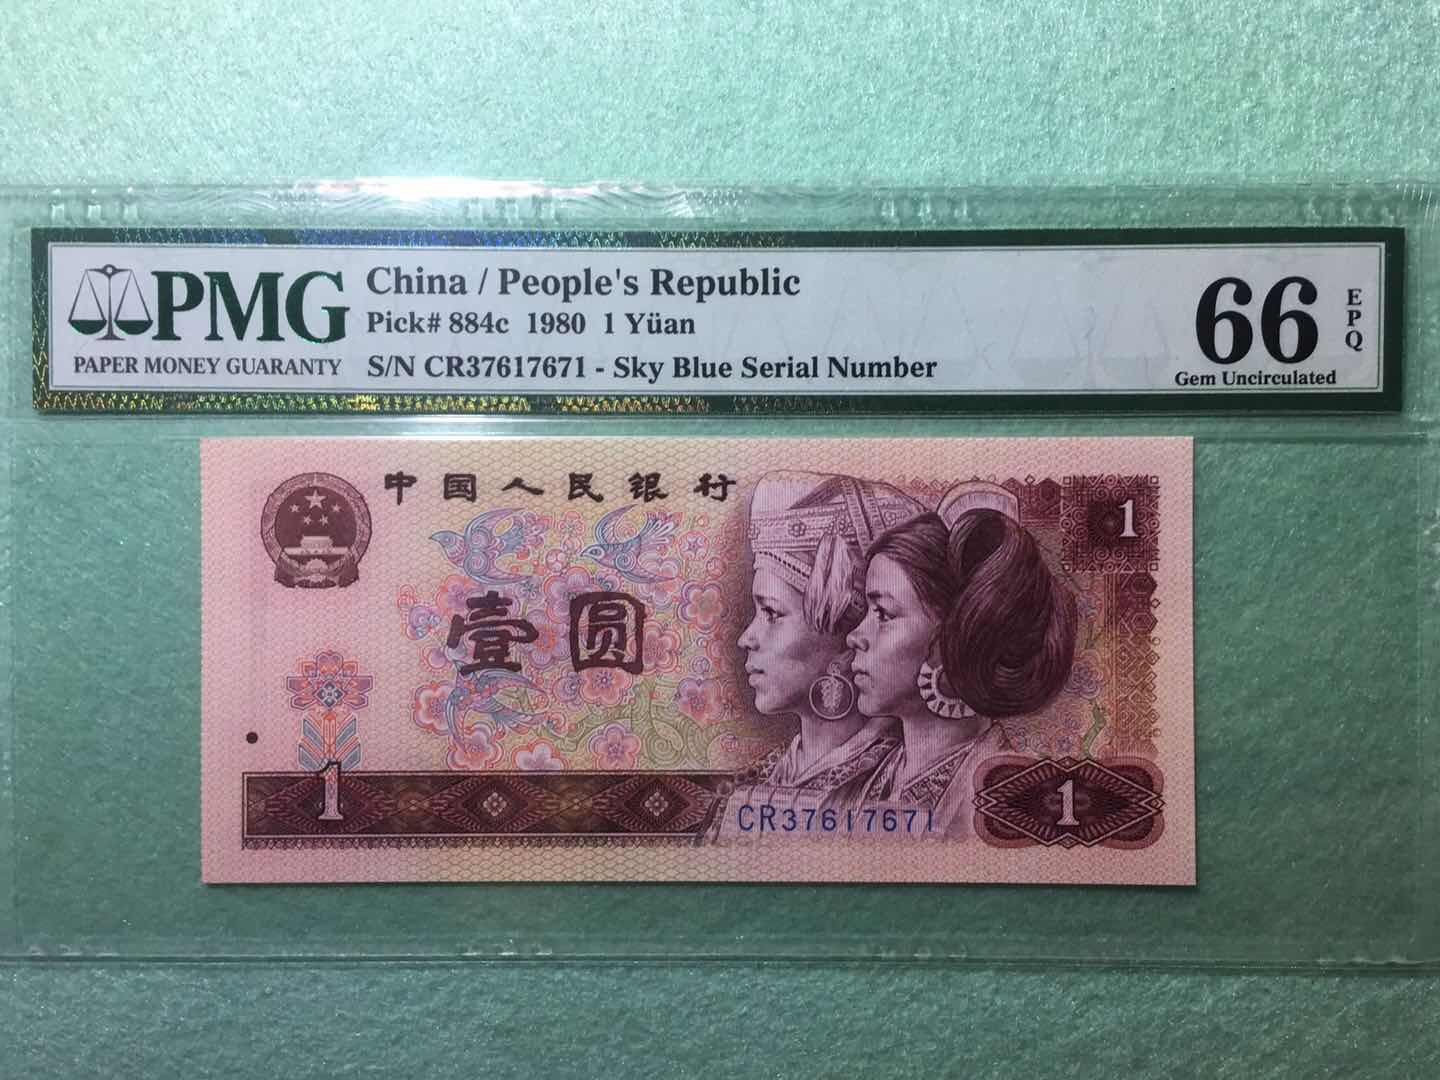 PMG
PAPER MONEY GUARANTY
China / People's Republic
Pick# 884c 1980 1 Yüan
S/N CR37617671 - Sky Blue Serial Number
66
EPQ
Gem Uncirculated
中国人民银行
1
壹圆
1
CR37617671
1